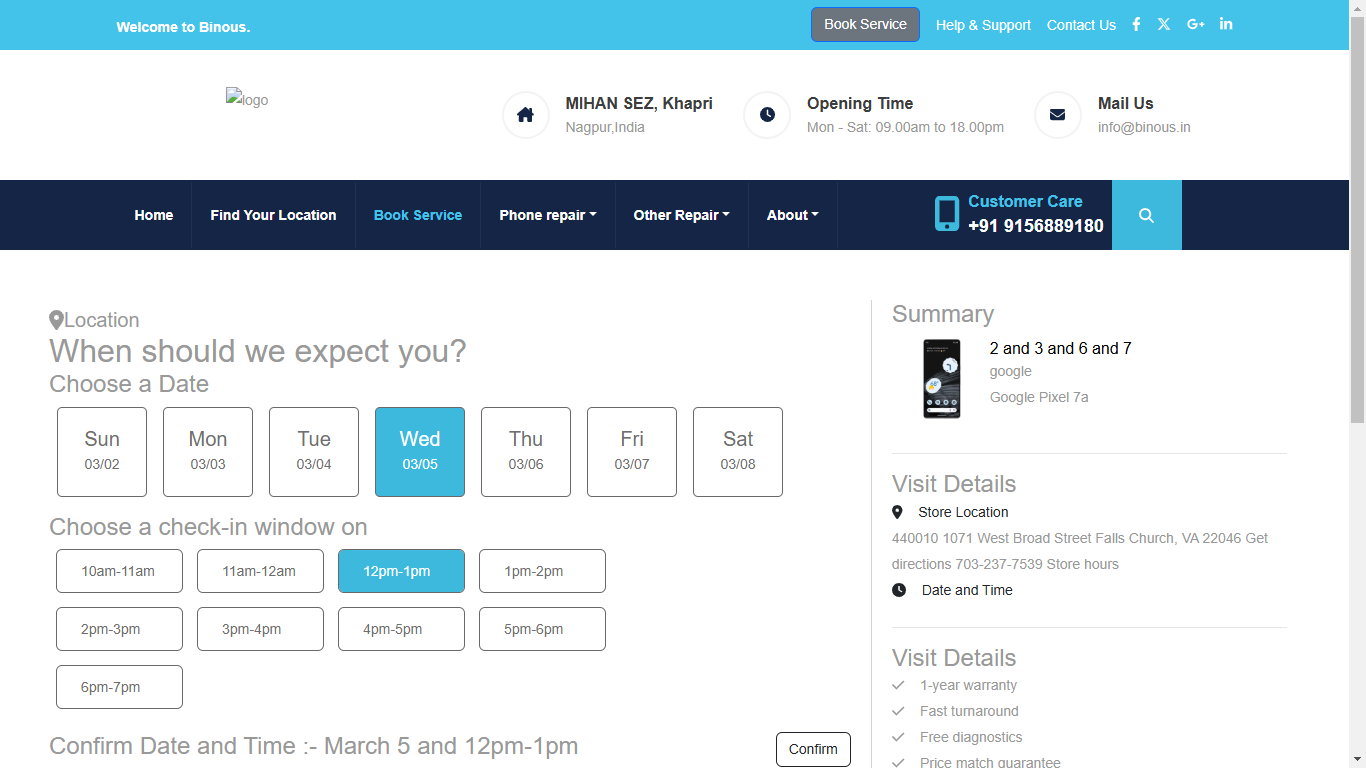 Welcome to Binous.
Book Service
Help & Support
Contact Us
logo
MIHAN SEZ, Khapri
Nagpur,India
Opening Time
Mon - Sat: 09.00am to 18.00pm
Mail Us
info@binous.in
Home
Find Your Location
Book Service
Phone repair
Other Repair
About
Customer Care
+91 9156889180
Location
When should we expect you?
Choose a Date
Sun
03/02
Mon
03/03
Tue
03/04
Wed
03/05
Thu
03/06
Fri
03/07
Sat
03/08
Choose a check-in window on
10am-11am
11am-12am
12pm-1pm
1pm-2pm
2pm-3pm
3pm-4pm
4pm-5pm
5pm-6pm
6pm-7pm
Confirm Date and Time :- March 5 and 12pm-1pm
Confirm
Summary
2 and 3 and 6 and 7
google
Google Pixel 7a
Visit Details
Store Location
440010 1071 West Broad Street Falls Church, VA 22046 Get
directions 703-237-7539 Store hours
Date and Time
Visit Details
1-year warranty
Fast turnaround
Free diagnostics
Price match guarantee